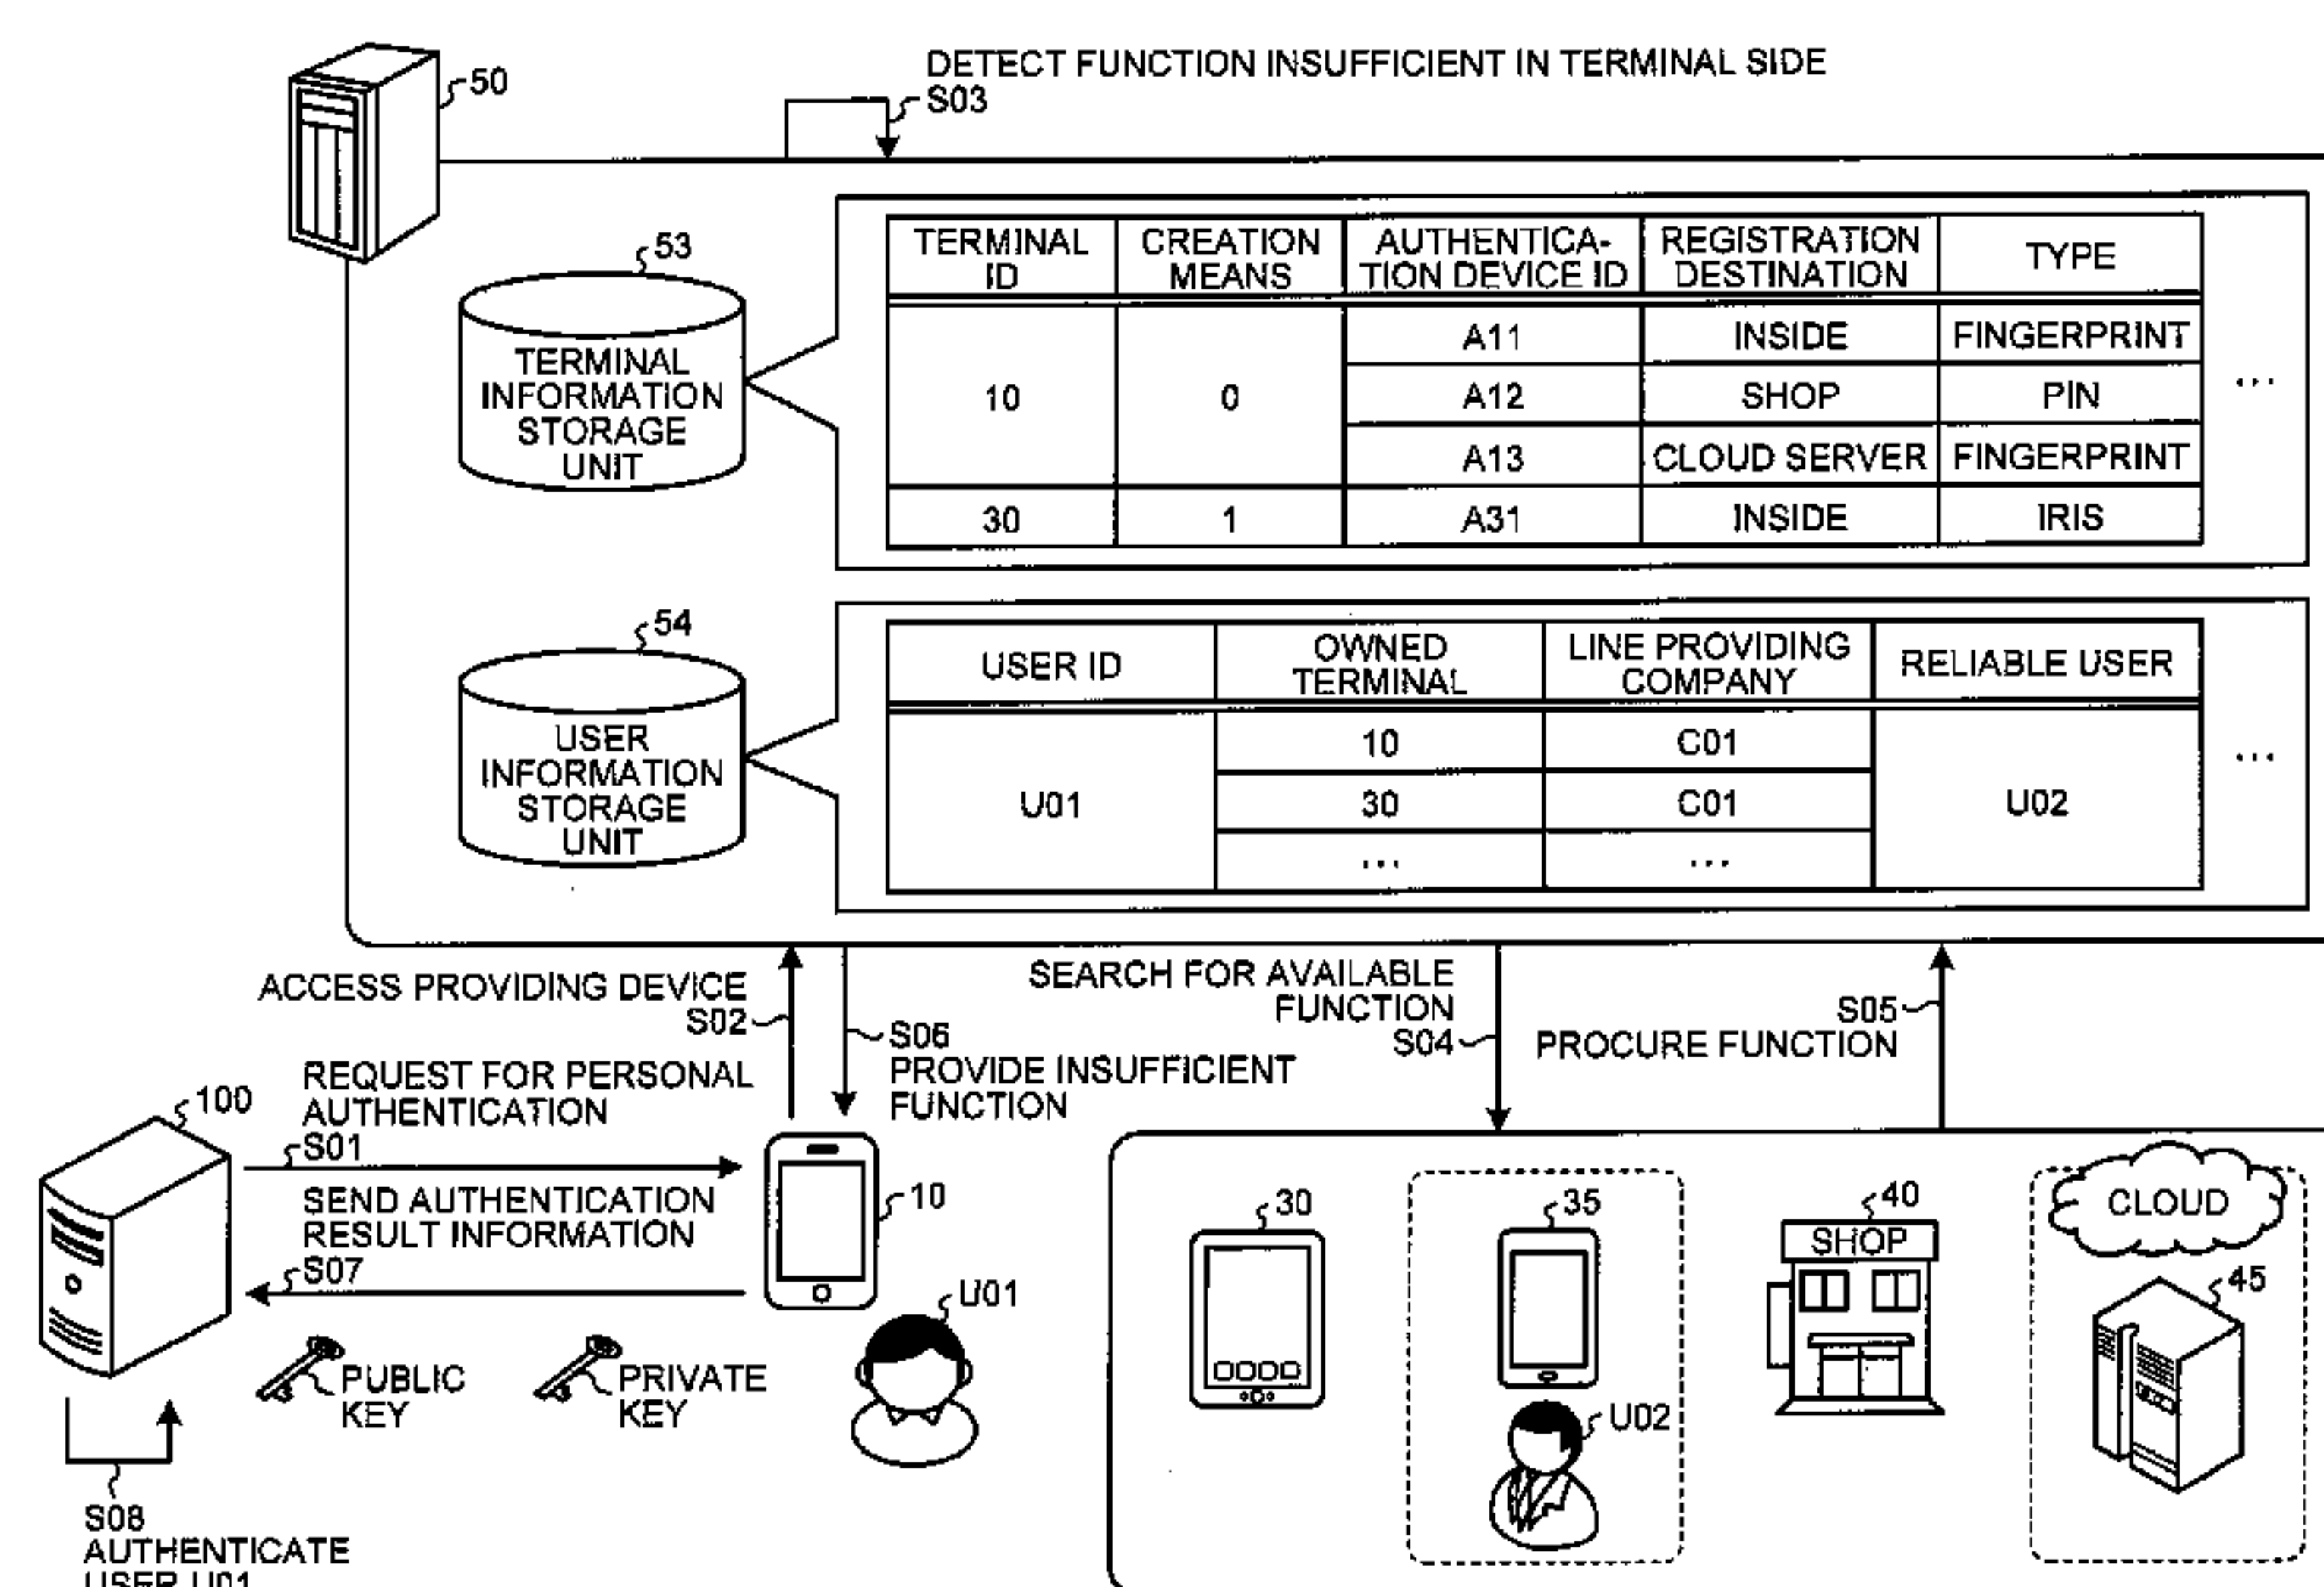 50
DETECT FUNCTION INSUFFICIENT IN TERMINAL SIDE
S03
53
TERMINAL
INFORMATION
STORAGE
UNIT
TERMINAL
ID
CREATION
MEANS
AUTHENTICA-
TION DEVICE ID
REGISTRATION
DESTINATION
TYPE
10
0
A11
INSIDE
FINGERPRINT
A12
SHOP
PIN
A13
CLOUD SERVER
FINGERPRINT
30
1
A31
INSIDE
IRIS
...
54
USER
INFORMATION
STORAGE
UNIT
USER ID
OWNED
TERMINAL
LINE PROVIDING
COMPANY
RELIABLE USER
U01
10
C01
30
C01
...
...
U02
...
ACCESS PROVIDING DEVICE
S02
S06
PROVIDE INSUFFICIENT
FUNCTION
SEARCH FOR AVAILABLE
FUNCTION
S04
S05
PROCURE FUNCTION
100
REQUEST FOR PERSONAL
AUTHENTICATION
S01
SEND AUTHENTICATION
RESULT INFORMATION
S07
10
U01
PUBLIC
KEY
PRIVATE
KEY
S08
AUTHENTICATE
USER U01
30
35
U02
40
SHOP
CLOUD
45